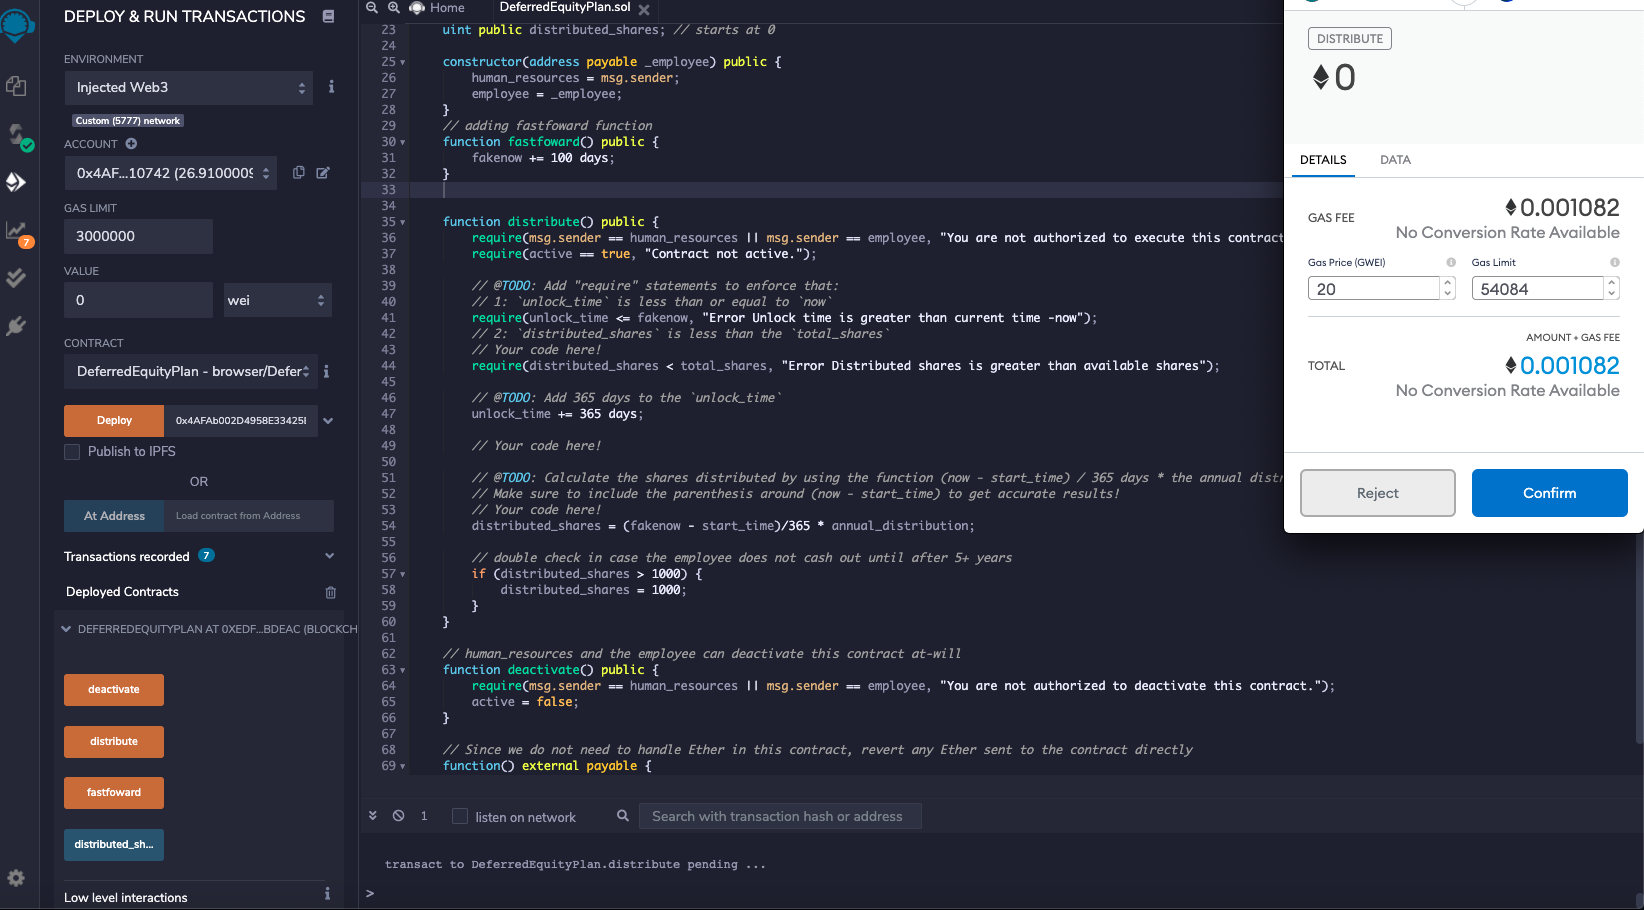 DEPLOY & RUN TRANSACTIONS
ENVIRONMENT
Injected Web3
Custom (5777) network
ACCOUNT
0x4AF...10742 (26.9100009
GAS LIMIT
3000000
VALUE
0
wei
CONTRACT
DeferredEquityPlan - browser/Defer
Deploy
0x4AFAb002D4958E33425
Publish to IPFS
OR
At Address
Load contract from Address
Transactions recorded 7
Deployed Contracts
DEFERREDEQUITYPLAN AT 0XEDF...BDEAC (BLOCKCH
deactivate
distribute
fastfoward
distributed_sh...
Low level interactions
7
Home
DeferredEquityPlan.sol
23 uint public distributed_shares; // starts at 0
24
25 constructor(address payable _employee) public {
26 human_resources = msg.sender;
27 employee = _employee;
28 }
29 // adding fastfoward function
30 function fastfoward() public {
31 fakenow += 100 days;
32 }
33
34
35 function distribute() public {
36 require(msg.sender == human_resources || msg.sender == employee, "You are not authorized to execute this contract
37 require(active == true, "Contract not active.");
38
39 // @TODO: Add "require" statements to enforce that:
40 // 1: `unlock_time` is less than or equal to `now`
41 require(unlock_time <= fakenow, "Error Unlock time is greater than current time -now");
42 // 2: `distributed_shares` is less than the `total_shares`
43 // Your code here!
44 require(distributed_shares < total_shares, "Error Distributed shares is greater than available shares");
45
46 // @TODO: Add 365 days to the `unlock_time`
47 unlock_time += 365 days;
48
49 // Your code here!
50
51 // @TODO: Calculate the shares distributed by using the function (now - start_time) / 365 days * the annual distr
52 // Make sure to include the parenthesis around (now - start_time) to get accurate results!
53 // Your code here!
54 distributed_shares = (fakenow - start_time)/365 * annual_distribution;
55
56 // double check in case the employee does not cash out until after 5+ years
57 if (distributed_shares > 1000) {
58 distributed_shares = 1000;
59 }
60 }
61
62 // human_resources and the employee can deactivate this contract at-will
63 function deactivate() public {
64 require(msg.sender == human_resources || msg.sender == employee, "You are not authorized to deactivate this contract.");
65 active = false;
66 }
67
68 // Since we do not need to handle Ether in this contract, revert any Ether sent to the contract directly
69 function() external payable {
1
listen on network
Search with transaction hash or address
transact to DeferredEquityPlan.distribute pending ...
>
DISTRIBUTE
0
DETAILS
DATA
GAS FEE
0.001082
No Conversion Rate Available
Gas Price (GWEI)
Gas Limit
20
54084
AMOUNT + GAS FEE
TOTAL
0.001082
No Conversion Rate Available
Reject
Confirm